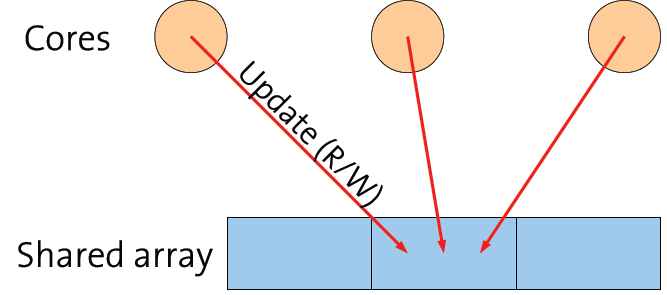 Cores
Update (R/W)
Shared array